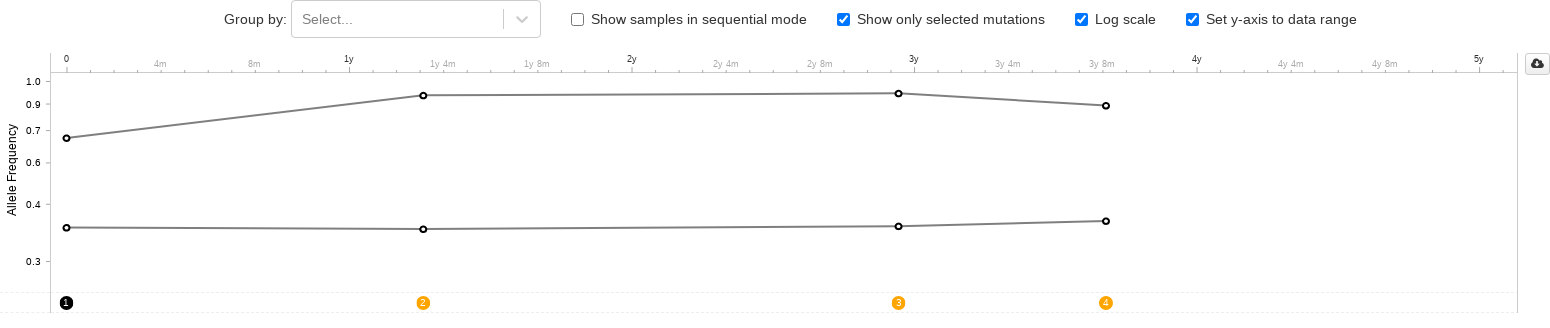 Group by: Select... Show samples in sequential mode Show only selected mutations Log scale Set y-axis to data range
0 4m 8m 1y 1y 4m 1y 8m 2y 2y 4m 2y 8m 3y 3y 4m 3y 8m 4y 4y 4m 4y 8m 5y
Allele Frequency
1.0
0.9
0.7
0.6
0.4
0.3
1 2 3 4